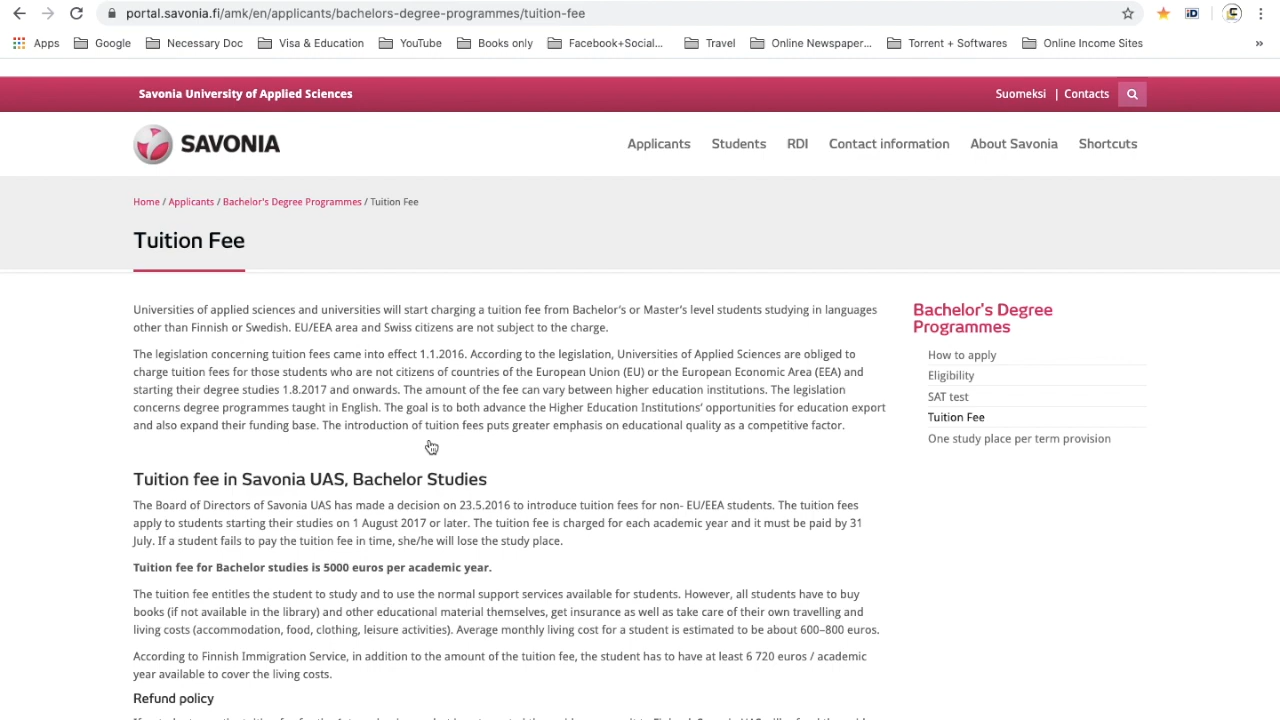 portal.savonia.fi/amk/en/applicants/bachelors-degree-programmes/tuition-fee
Apps Google Necessary Doc Visa & Education YouTube Books only Facebook+Social... Travel Online Newspaper... Torrent + Softwares Online Income Sites »
Savonia University of Applied Sciences
Suomeksi | Contacts
SAVONIA
Applicants Students RDI Contact information About Savonia Shortcuts
Home / Applicants / Bachelor's Degree Programmes / Tuition Fee
Tuition Fee
Universities of applied sciences and universities will start charging a tuition fee from Bachelor's or Master's level students studying in languages
other than Finnish or Swedish. EU/EEA area and Swiss citizens are not subject to the charge.
The legislation concerning tuition fees came into effect 1.1.2016. According to the legislation, Universities of Applied Sciences are obliged to
charge tuition fees for those students who are not citizens of countries of the European Union (EU) or the European Economic Area (EEA) and
starting their degree studies 1.8.2017 and onwards. The amount of the fee can vary between higher education institutions. The legislation
concerns degree programmes taught in English. The goal is to both advance the Higher Education Institutions' opportunities for education export
and also expand their funding base. The introduction of tuition fees puts greater emphasis on educational quality as a competitive factor.
Tuition fee in Savonia UAS, Bachelor Studies
The Board of Directors of Savonia UAS has made a decision on 23.5.2016 to introduce tuition fees for non- EU/EEA students. The tuition fees
apply to students starting their studies on 1 August 2017 or later. The tuition fee is charged for each academic year and it must be paid by 31
July. If a student fails to pay the tuition fee in time, she/he will lose the study place.
Tuition fee for Bachelor studies is 5000 euros per academic year.
The tuition fee entitles the student to study and to use the normal support services available for students. However, all students have to buy
books (if not available in the library) and other educational material themselves, get insurance as well as take care of their own travelling and
living costs (accommodation, food, clothing, leisure activities). Average monthly living cost for a student is estimated to be about 600–800 euros.
According to Finnish Immigration Service, in addition to the amount of the tuition fee, the student has to have at least 6 720 euros / academic
year available to cover the living costs.
Refund policy
Bachelor's Degree
Programmes
How to apply
Eligibility
SAT test
Tuition Fee
One study place per term provision